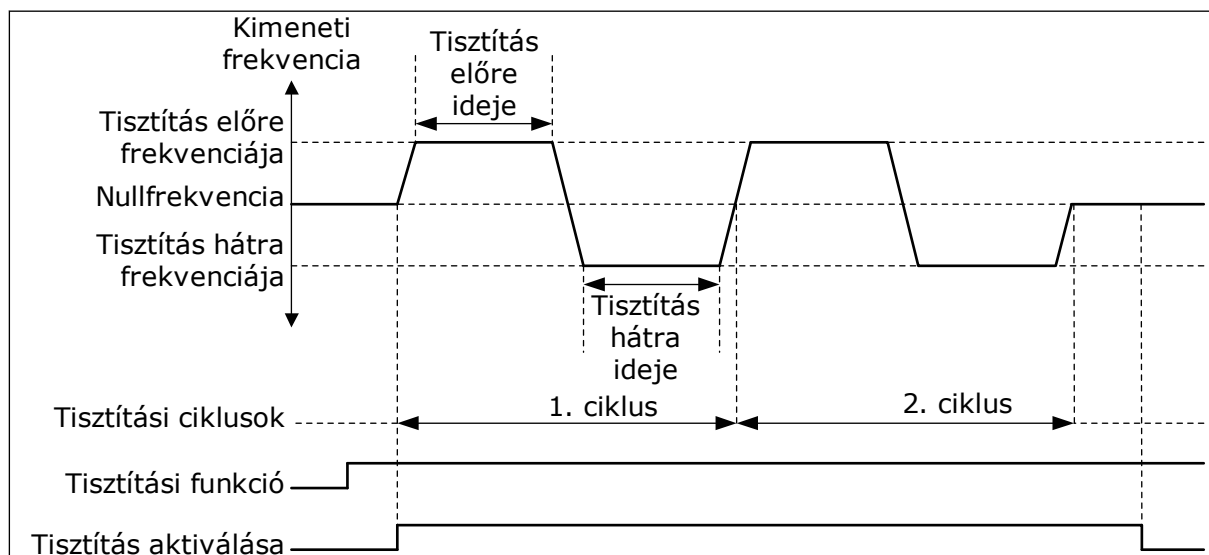 Kimeneti
frekvencia
Tisztítás
előre
ideje
Tisztítás előre
frekvenciája
Nullfrekvencia
Tisztítás hátra
frekvenciája
Tisztítás
hátra
ideje
Tisztítási ciklusok
1. ciklus
2. ciklus
Tisztítási funkció
Tisztítás aktiválása